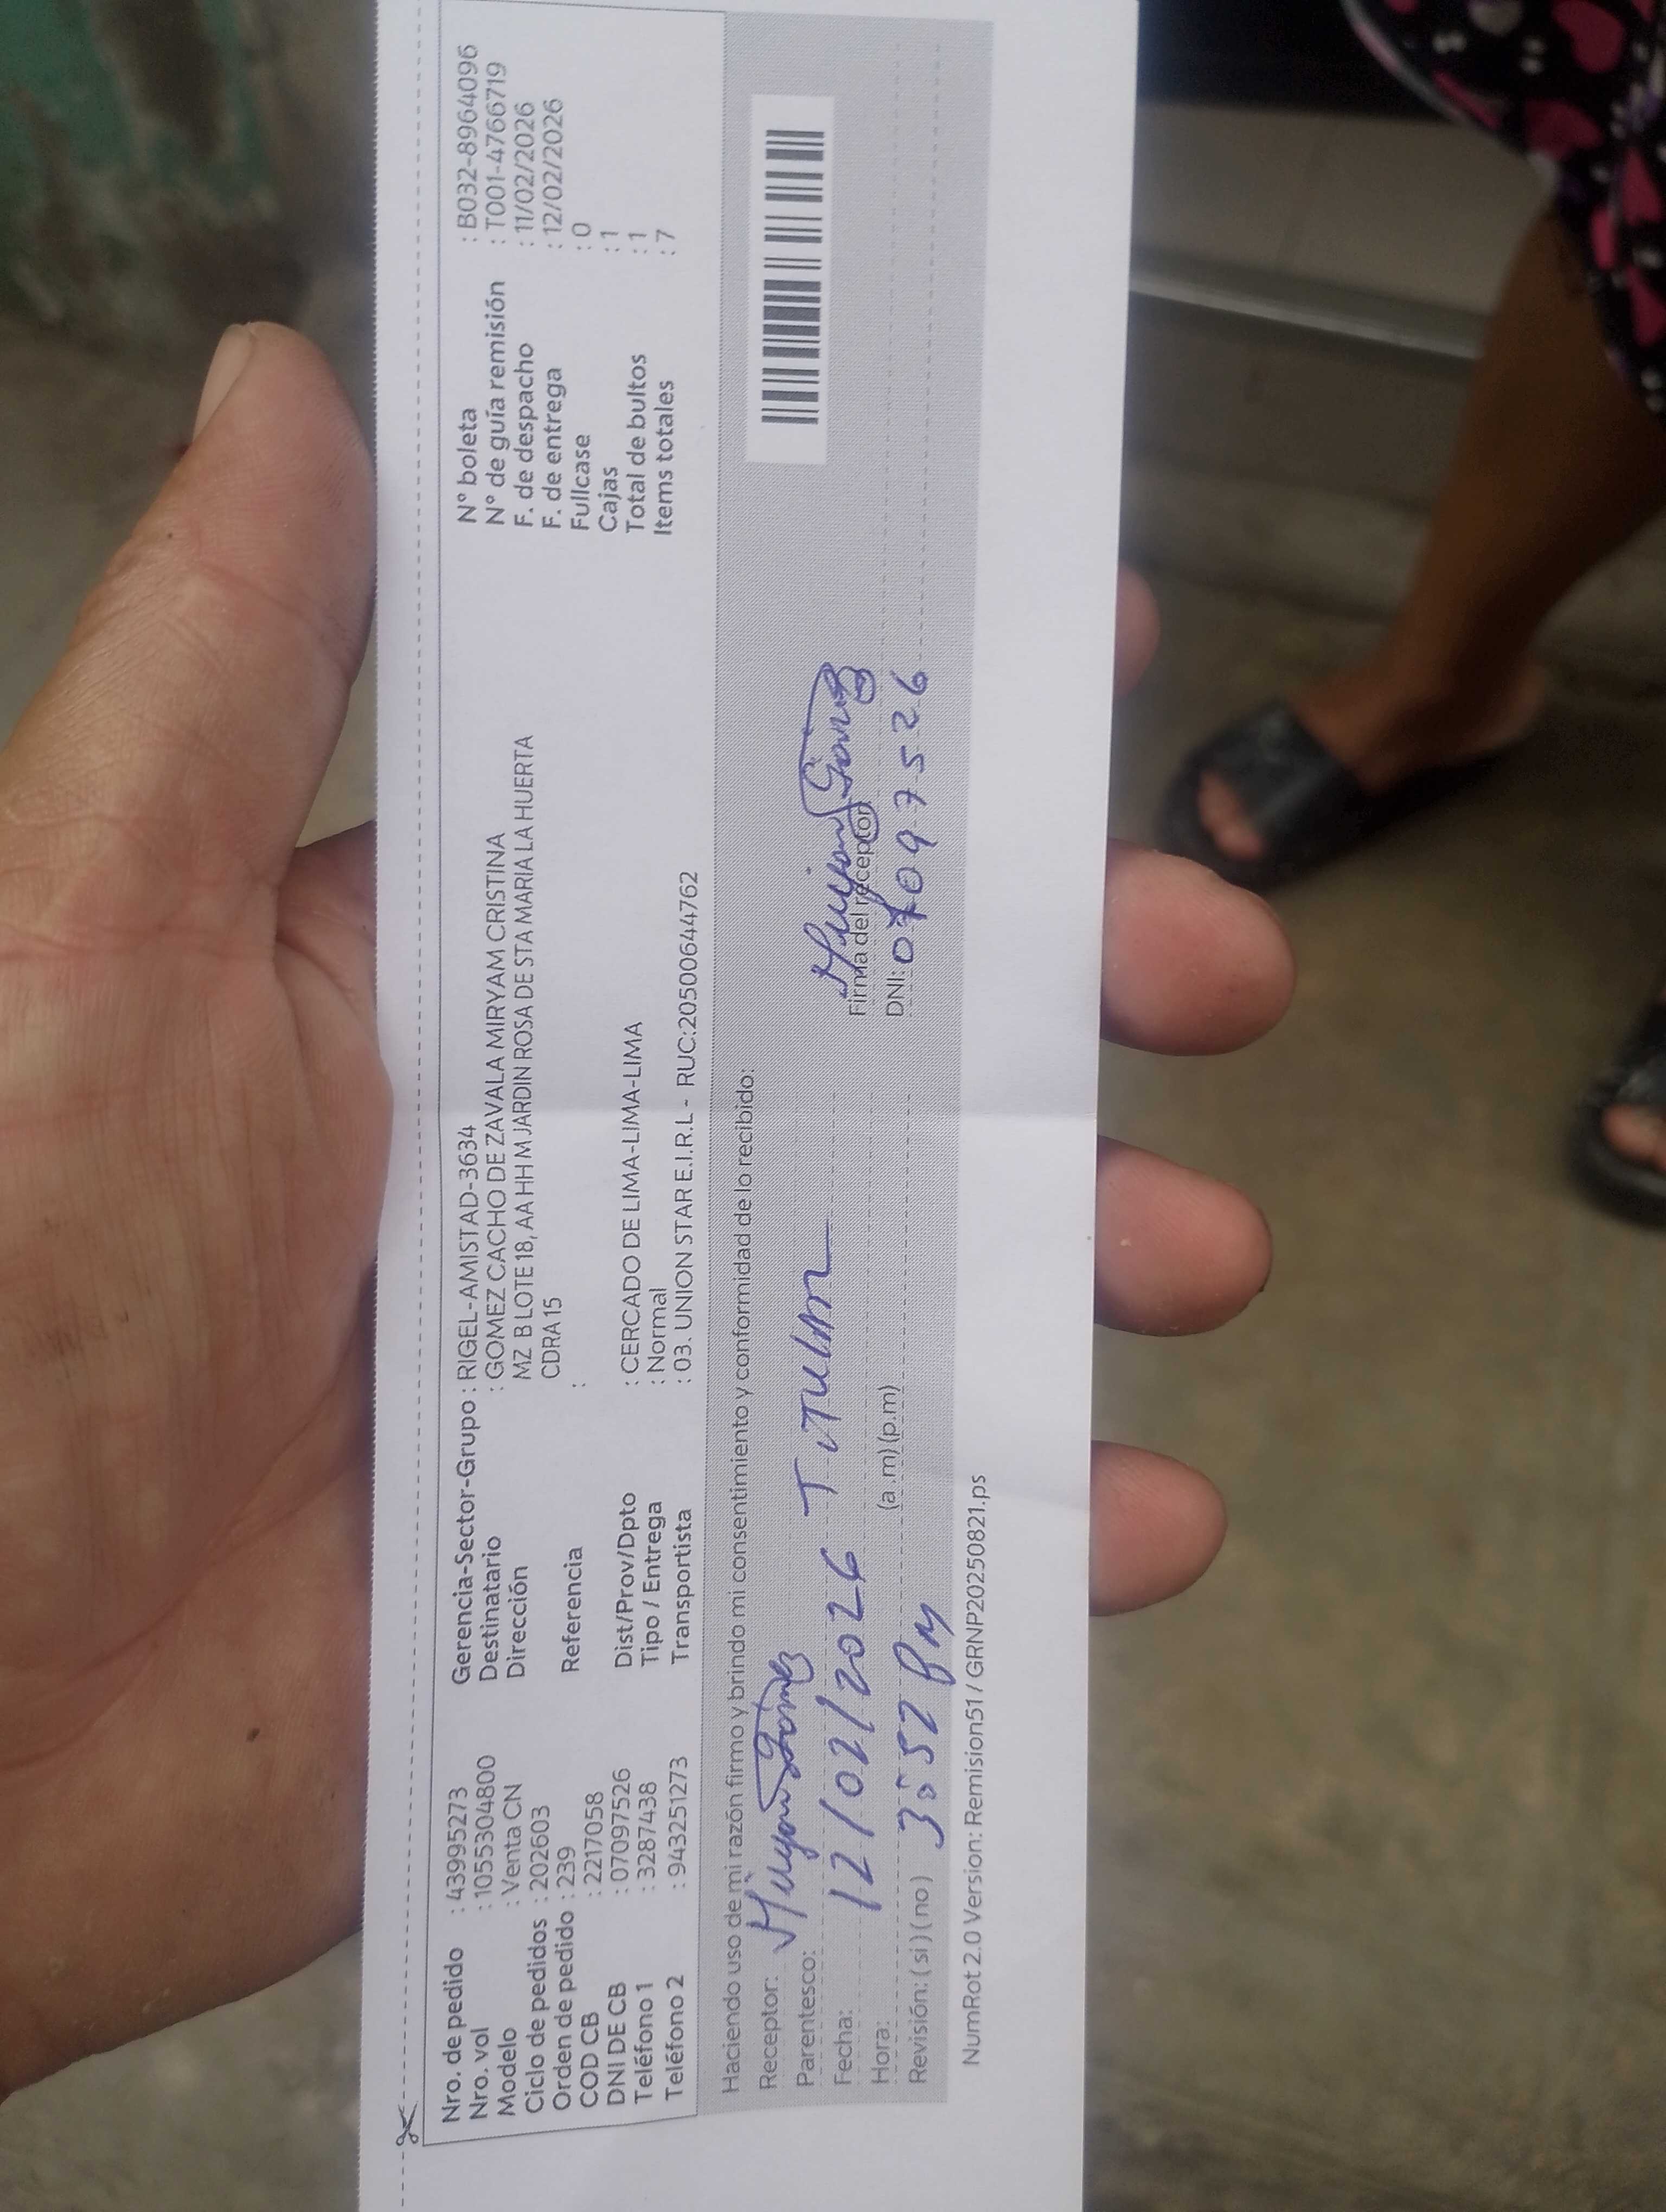 Nro. de pedido : 43995273
Nro. vol : 1055304800
Modelo : Venta CN
Ciclo de pedidos : 202603
Orden de pedido : 239
COD CB : 2217058
DNI DE CB : 07097526
Teléfono 1 : 3287438
Teléfono 2 : 943251273
Gerencia-Sector-Grupo : RIGEL-AMISTAD-3634
Destinatario : GOMEZ CACHO DE ZAVALA MIRYAM CRISTINA
Dirección MZ B LOTE 18, AA HH M JARDIN ROSA DE STA MARIA LA HUERTA
CDRA 15
Referencia :
Dist/Prov/Dpto : CERCADO DE LIMA-LIMA-LIMA
Tipo / Entrega : Normal
Transportista : 03. UNION STAR E.I.R.L - RUC:20500644762
N° boleta : B032-8964096
N° de guía remisión : T001-4766719
F. de despacho : 11/02/2026
F. de entrega : 12/02/2026
Fullcase : 0
Cajas : 1
Total de bultos : 1
Items totales : 7
Haciendo uso de mi razón firmo y brindo mi consentimiento y conformidad de lo recibido:
Receptor: Miryam Gomez
Parentesco: Titular
Fecha: 12/02/2026
Hora: 3:52 Pm (a.m) (p.m)
Revisión: ( si ) ( no )
Miryam Gomez
Firma del receptor
DNI: 07097526
NumRot 2.0 Version: Remision51 / GRNP20250821.ps